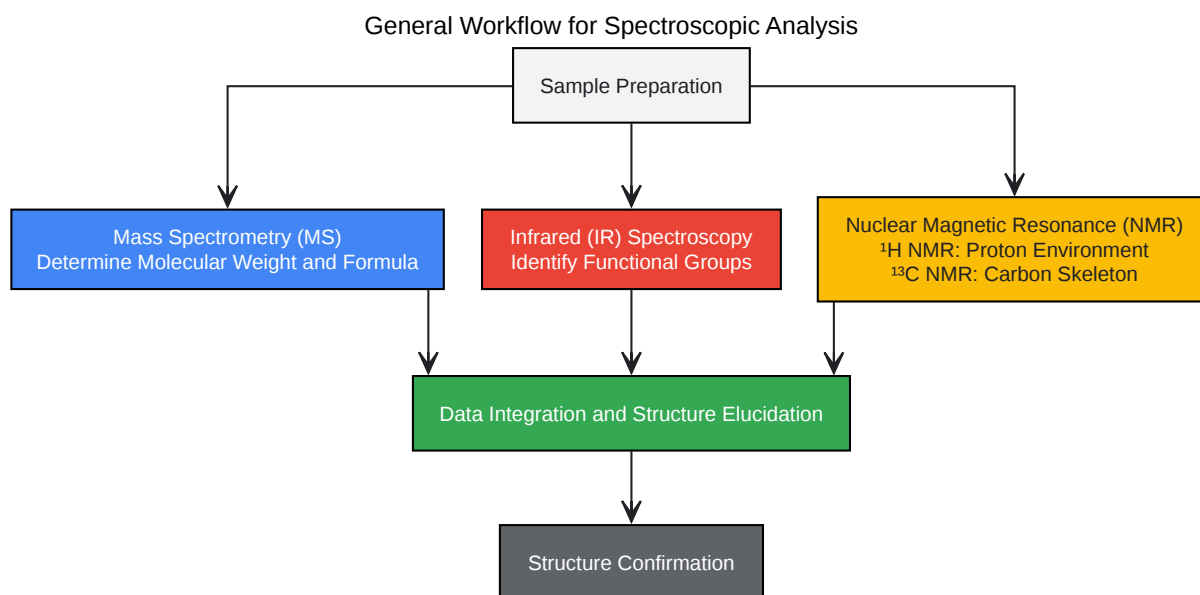 General Workflow for Spectroscopic Analysis
Sample Preparation
Mass Spectrometry (MS)
Determine Molecular Weight and Formula
Infrared (IR) Spectroscopy
Identify Functional Groups
Nuclear Magnetic Resonance (NMR)
¹H NMR: Proton Environment
¹³C NMR: Carbon Skeleton
Data Integration and Structure Elucidation
Structure Confirmation